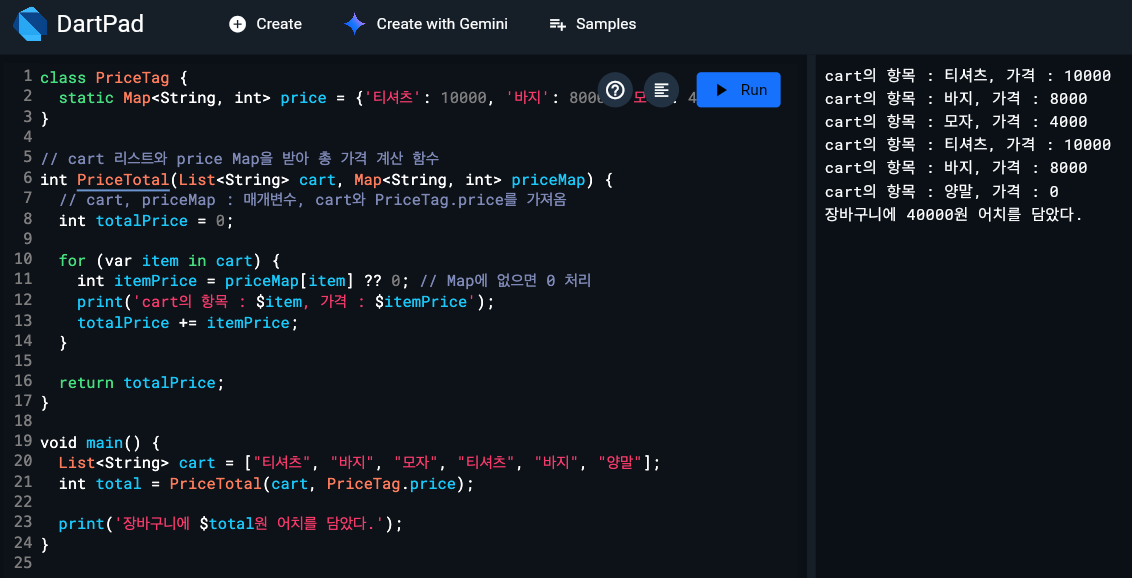 DartPad Create Create with Gemini Samples
Run
1 class PriceTag {
2 static Map<String, int> price = {'티셔츠': 10000, '바지': 800
3 }
4
5 // cart 리스트와 price Map을 받아 총 가격 계산 함수
6 int PriceTotal(List<String> cart, Map<String, int> priceMap) {
7 // cart, priceMap : 매개변수, cart와 PriceTag.price를 가져옴
8 int totalPrice = 0;
9
10 for (var item in cart) {
11 int itemPrice = priceMap[item] ?? 0; // Map에 없으면 0 처리
12 print('cart의 항목 : $item, 가격 : $itemPrice');
13 totalPrice += itemPrice;
14 }
15
16 return totalPrice;
17 }
18
19 void main() {
20 List<String> cart = ["티셔츠", "바지", "모자", "티셔츠", "바지", "양말"];
21 int total = PriceTotal(cart, PriceTag.price);
22
23 print('장바구니에 $total원 어치를 담았다.');
24 }
25
cart의 항목 : 티셔츠, 가격 : 10000
cart의 항목 : 바지, 가격 : 8000
cart의 항목 : 모자, 가격 : 4000
cart의 항목 : 티셔츠, 가격 : 10000
cart의 항목 : 바지, 가격 : 8000
cart의 항목 : 양말, 가격 : 0
장바구니에 40000원 어치를 담았다.